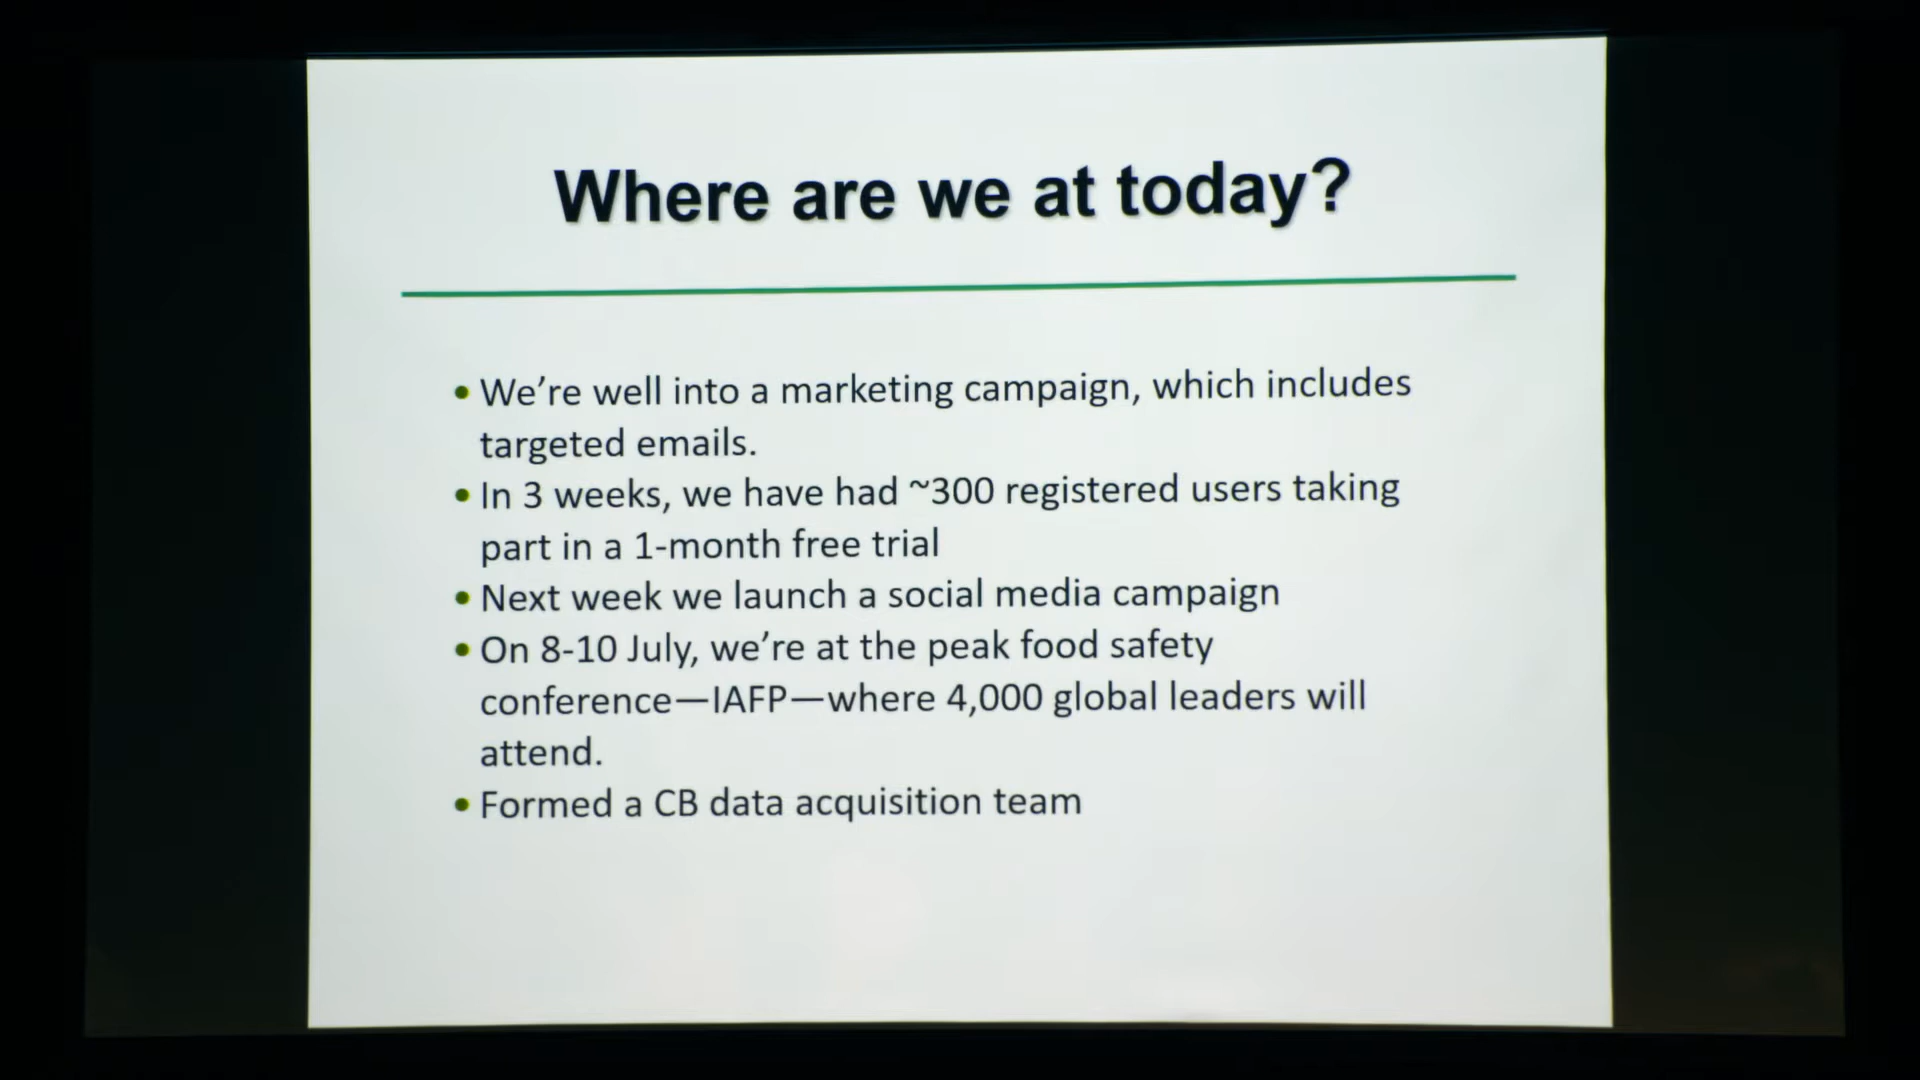 Where are we at today?
• We’re well into a marketing campaign, which includes
targeted emails.
• In 3 weeks, we have had ~300 registered users taking
part in a 1-month free trial
• Next week we launch a social media campaign
• On 8-10 July, we’re at the peak food safety
conference—IAFP—where 4,000 global leaders will
attend.
• Formed a CB data acquisition team